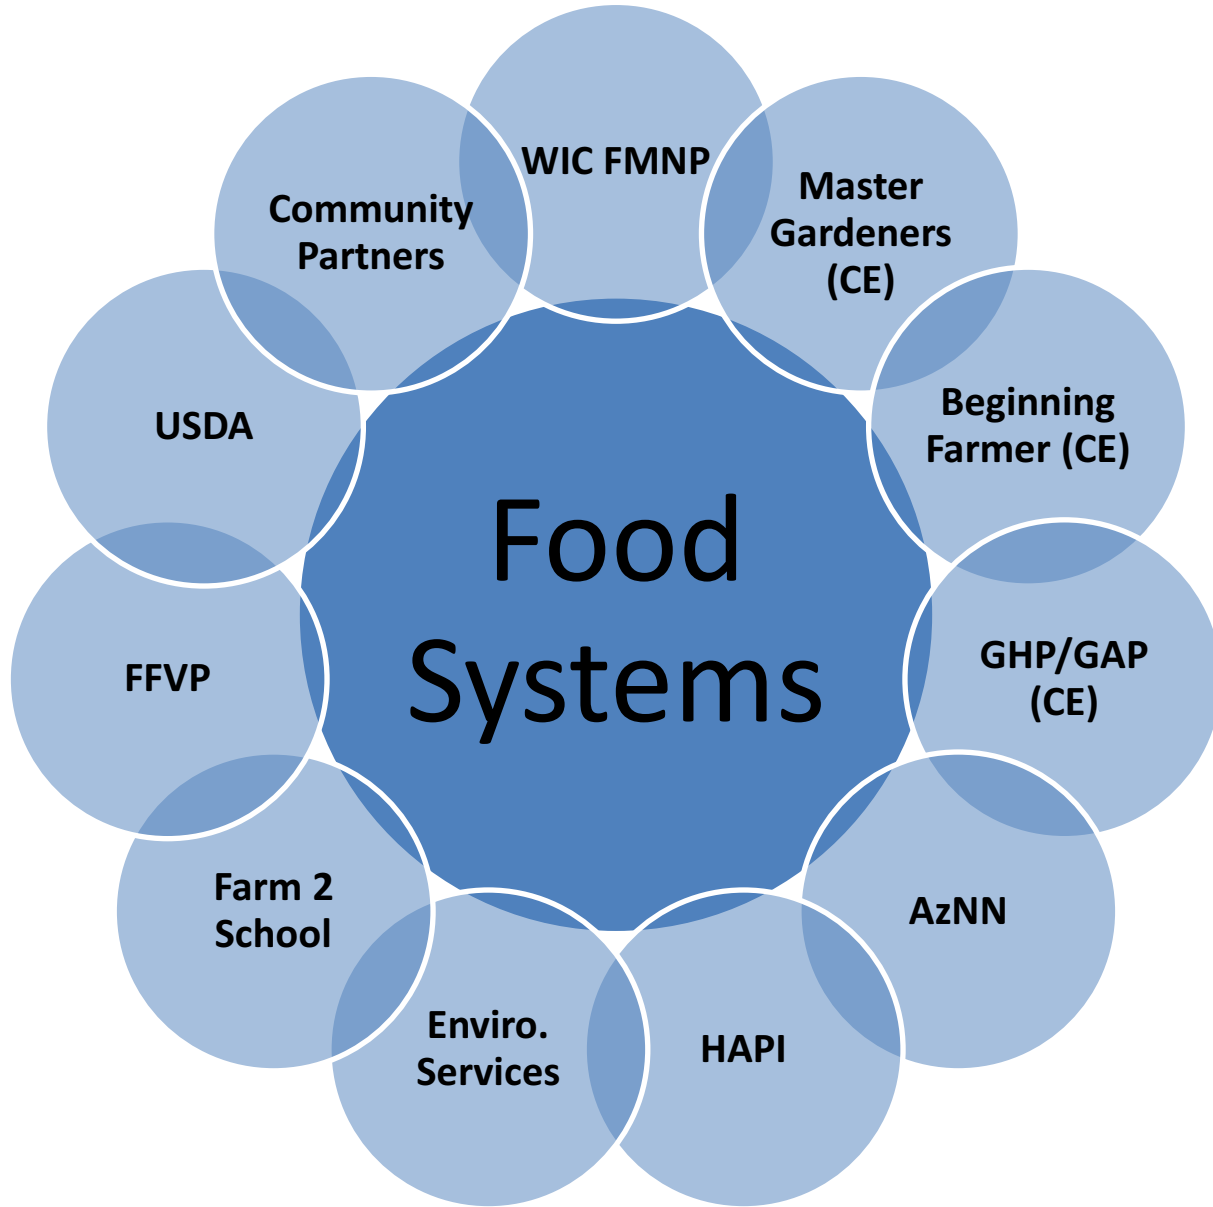 WIC FMNP
Master
Gardeners
(CE)
Beginning
Farmer (CE)
GHP/GAP
(CE)
AzNN
HAPI
Enviro.
Services
Farm 2
School
FFVP
USDA
Community
Partners
Food
Systems